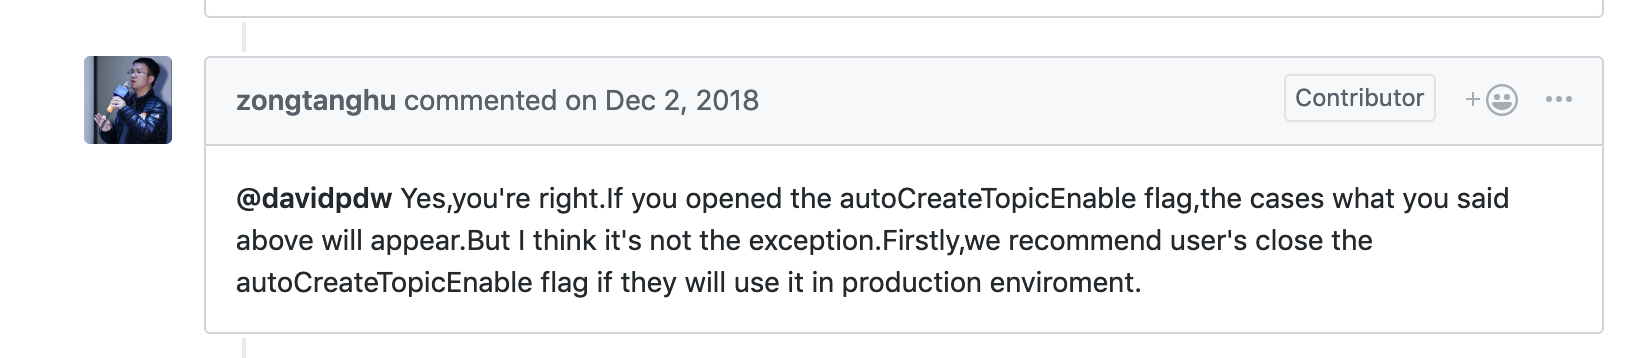 zongtanghu commented on Dec 2, 2018
Contributor
@davidpdw Yes,you're right.If you opened the autoCreateTopicEnable flag,the cases what you said
above will appear.But I think it's not the exception.Firstly,we recommend user's close the
autoCreateTopicEnable flag if they will use it in production enviroment.